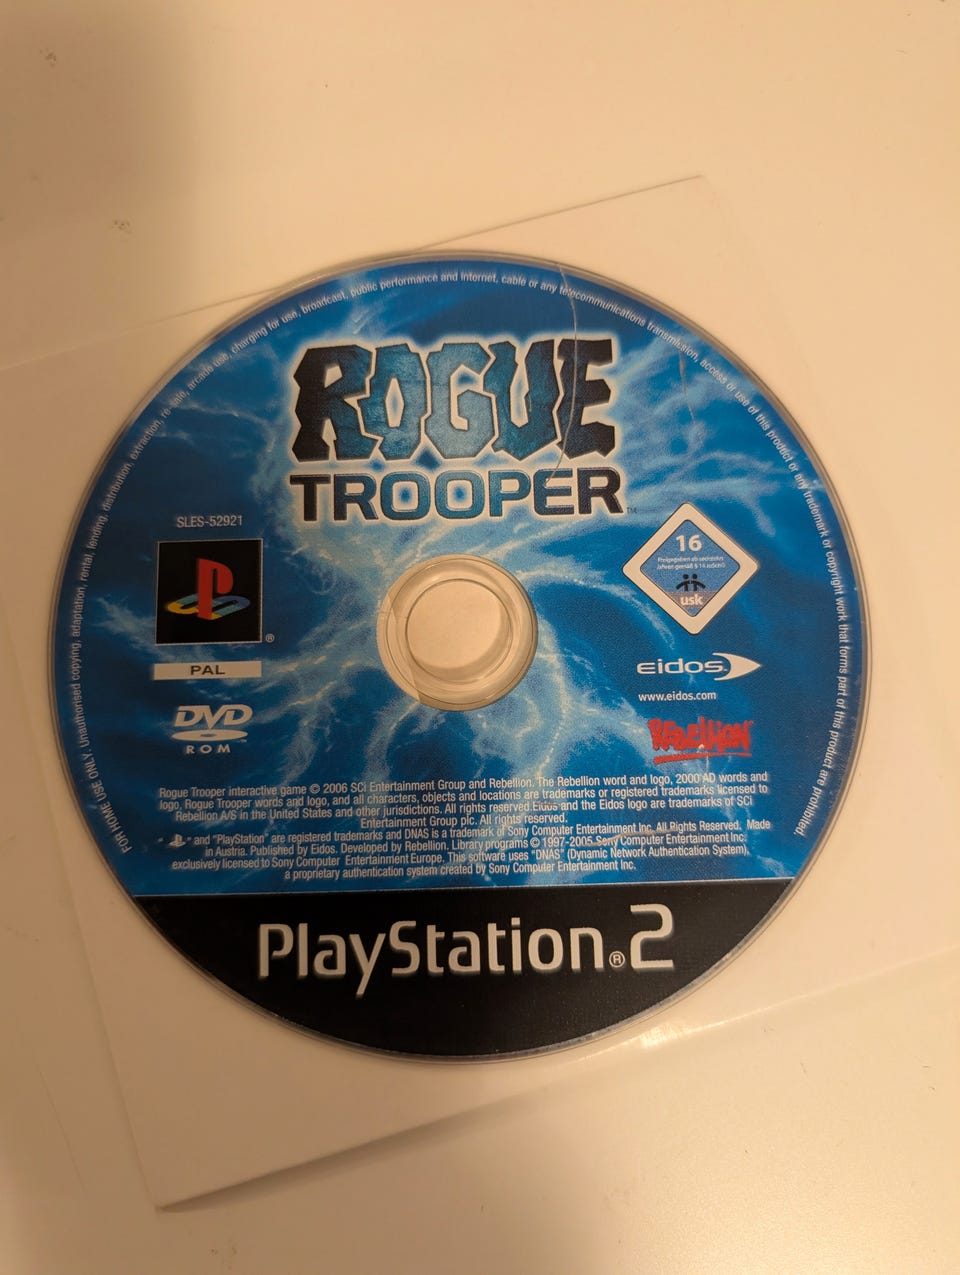 FOR HOME USE ONLY. Unauthorised copying, adaptation, rental, lending, distribution, extraction, re-sale, arcade use, charging for use, broadcast, public performance and internet, cable or any telecommunications transmission, access or use of this product or any trademark or copyright work that forms part of this product are prohibited.
ROGUE
TROOPER™
SLES-52921
16
Freigegeben ab sechzehn
Jahren gemäß § 14 JuSchG
usk
®
PAL
eidos
www.eidos.com
DVD
ROM
REBELLION
Rogue Trooper interactive game © 2006 SCi Entertainment Group and Rebellion. The Rebellion word and logo, 2000 AD words and
logo, Rogue Trooper words and logo, and all characters, objects and locations are trademarks or registered trademarks licensed to
Rebellion A/S in the United States and other jurisdictions. All rights reserved.Eidos and the Eidos logo are trademarks of SCi
Entertainment Group plc. All rights reserved.
" " and "PlayStation" are registered trademarks and DNAS is a trademark of Sony Computer Entertainment Inc. All Rights Reserved. Made
in Austria. Published by Eidos. Developed by Rebellion. Library programs © 1997-2005 Sony Computer Entertainment Inc.
exclusively licensed to Sony Computer Entertainment Europe. This software uses "DNAS" (Dynamic Network Authentication System),
a proprietary authentication system created by Sony Computer Entertainment Inc.
PlayStation®2